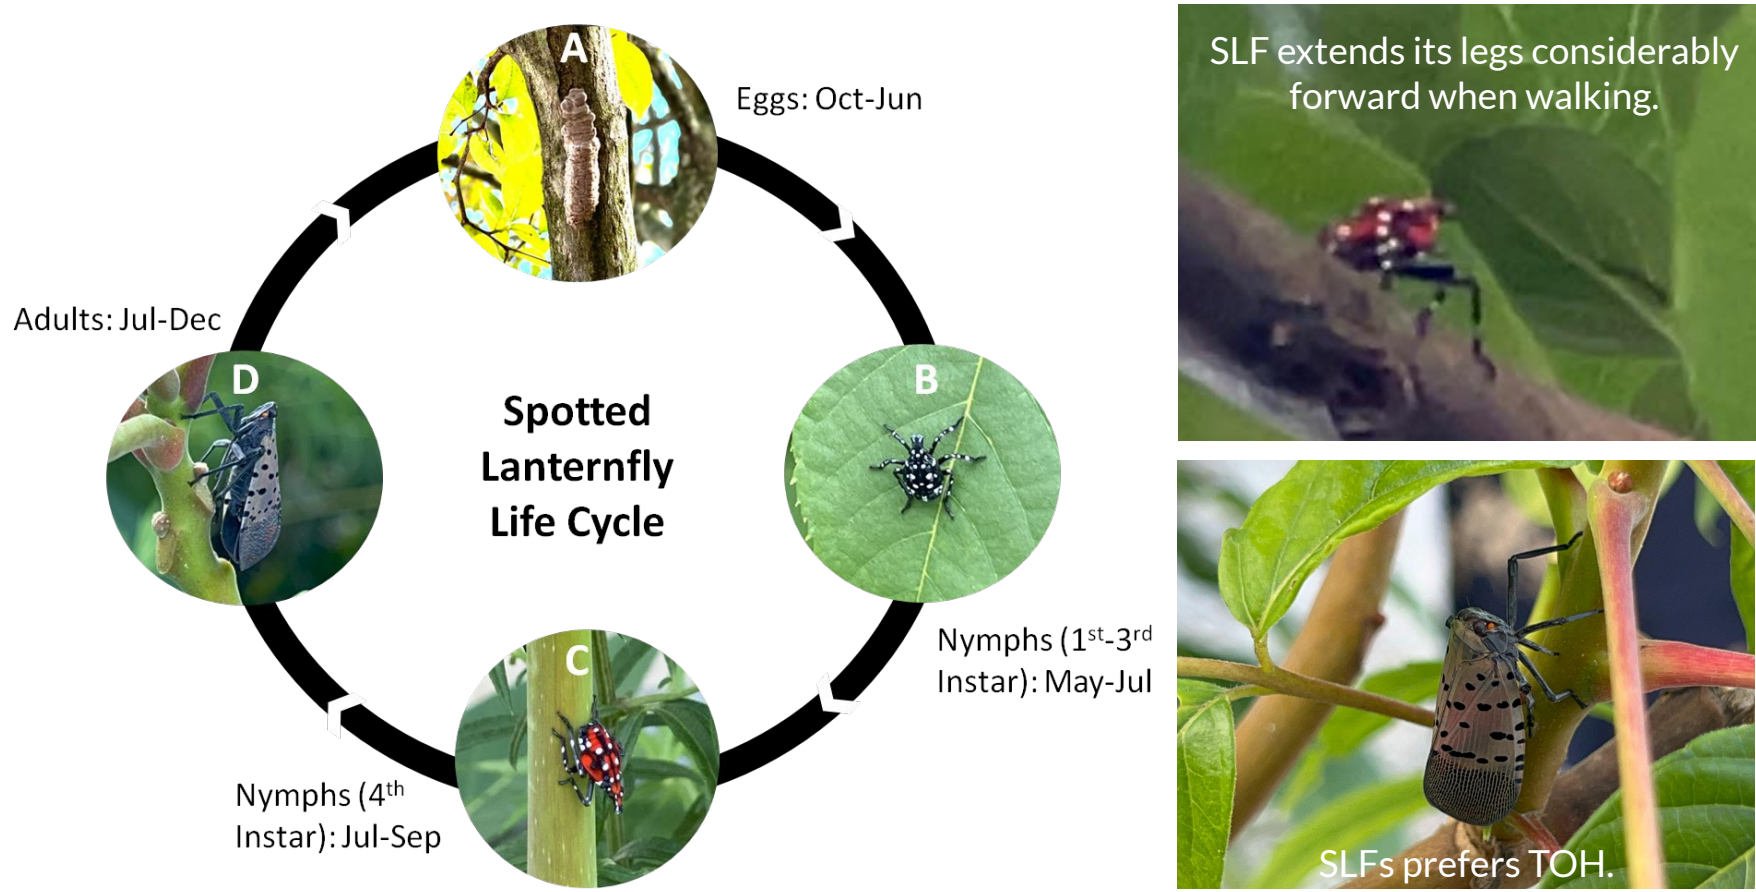 A
Eggs: Oct-Jun
B
Nymphs (1st-3rd
Instar): May-Jul
C
Nymphs (4th
Instar): Jul-Sep
D
Adults: Jul-Dec
Spotted
Lanternfly
Life Cycle
SLF extends its legs considerably
forward when walking.
SLFs prefers TOH.